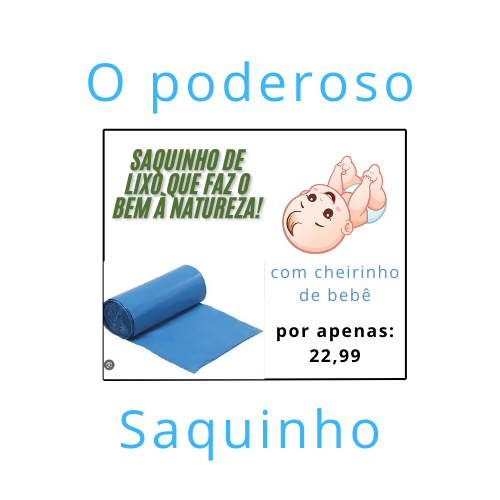 O poderoso
SAQUINHO DE
LIXO QUE FAZ O
BEM À NATUREZA!
com cheirinho
de bebê
por apenas:
22,99
Saquinho